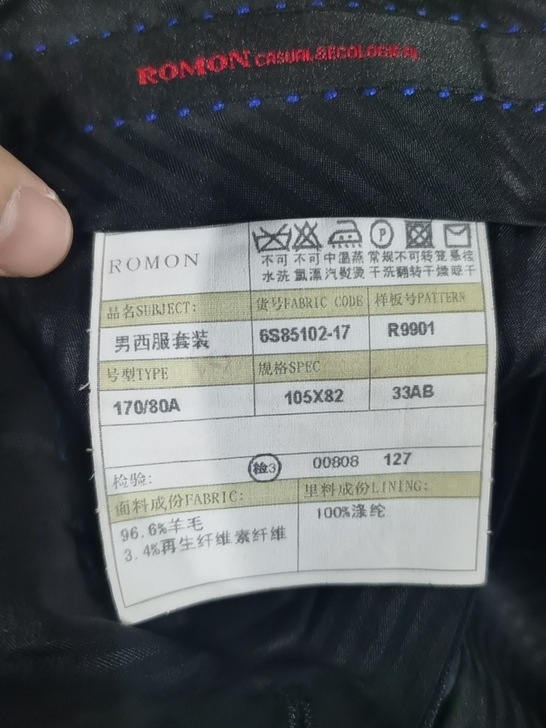 ROMON CASUAL&ECOLOGICAL
ROMON
不可 不可 中温蒸 常规 不可转笼 悬挂
水洗 氯漂 汽熨烫 干洗 翻转干燥 晾干
品名SUBJECT: 货号FABRIC CODE 样板号PATTERN
男西服套装 6S85102-17 R9901
号型TYPE 规格SPEC
170/80A 105X82 33AB
检验: 检3 00808 127
面料成份FABRIC: 里料成份LINING:
96.6%羊毛 100%涤纶
3.4%再生纤维素纤维